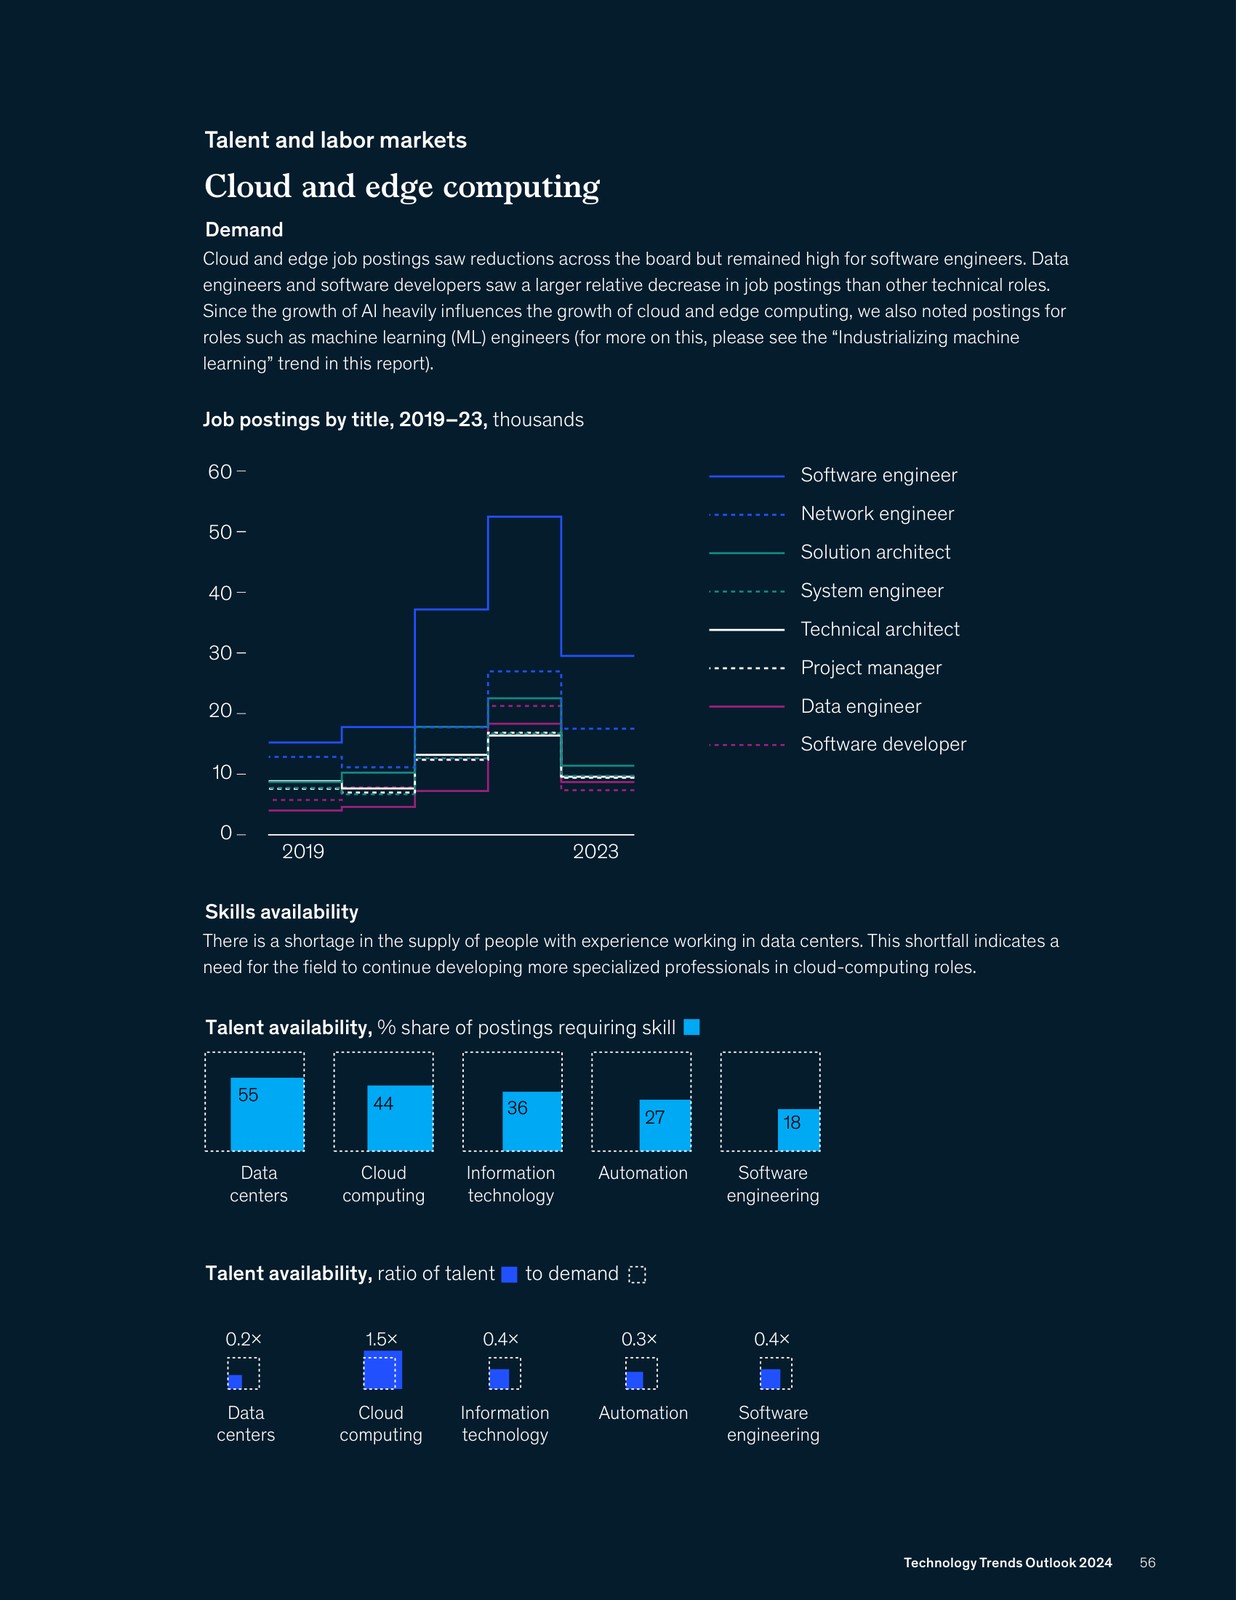 Talent and labor markets
Cloud and edge computing
Demand
Cloud and edge job postings saw reductions across the board but remained high for software engineers. Data
engineers and software developers saw a larger relative decrease in job postings than other technical roles.
Since the growth of AI heavily influences the growth of cloud and edge computing, we also noted postings for
roles such as machine learning (ML) engineers (for more on this, please see the “Industrializing machine
learning” trend in this report).
Job postings by title, 2019–23, thousands
60
50
40
30
20
10
0
2019
2023
Software engineer
Network engineer
Solution architect
System engineer
Technical architect
Project manager
Data engineer
Software developer
Skills availability
There is a shortage in the supply of people with experience working in data centers. This shortfall indicates a
need for the field to continue developing more specialized professionals in cloud-computing roles.
Talent availability, % share of postings requiring skill
55
44
36
27
18
Data
centers
Cloud
computing
Information
technology
Automation
Software
engineering
Talent availability, ratio of talent to demand
0.2×
1.5×
0.4×
0.3×
0.4×
Data
centers
Cloud
computing
Information
technology
Automation
Software
engineering
Technology Trends Outlook 2024 56